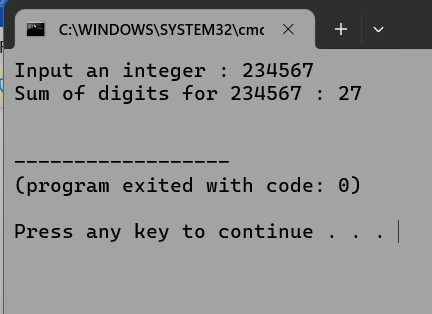 C:\WINDOWS\SYSTEM32\cmd
Input an integer : 234567
Sum of digits for 234567 : 27
------------------
(program exited with code: 0)
Press any key to continue . . .